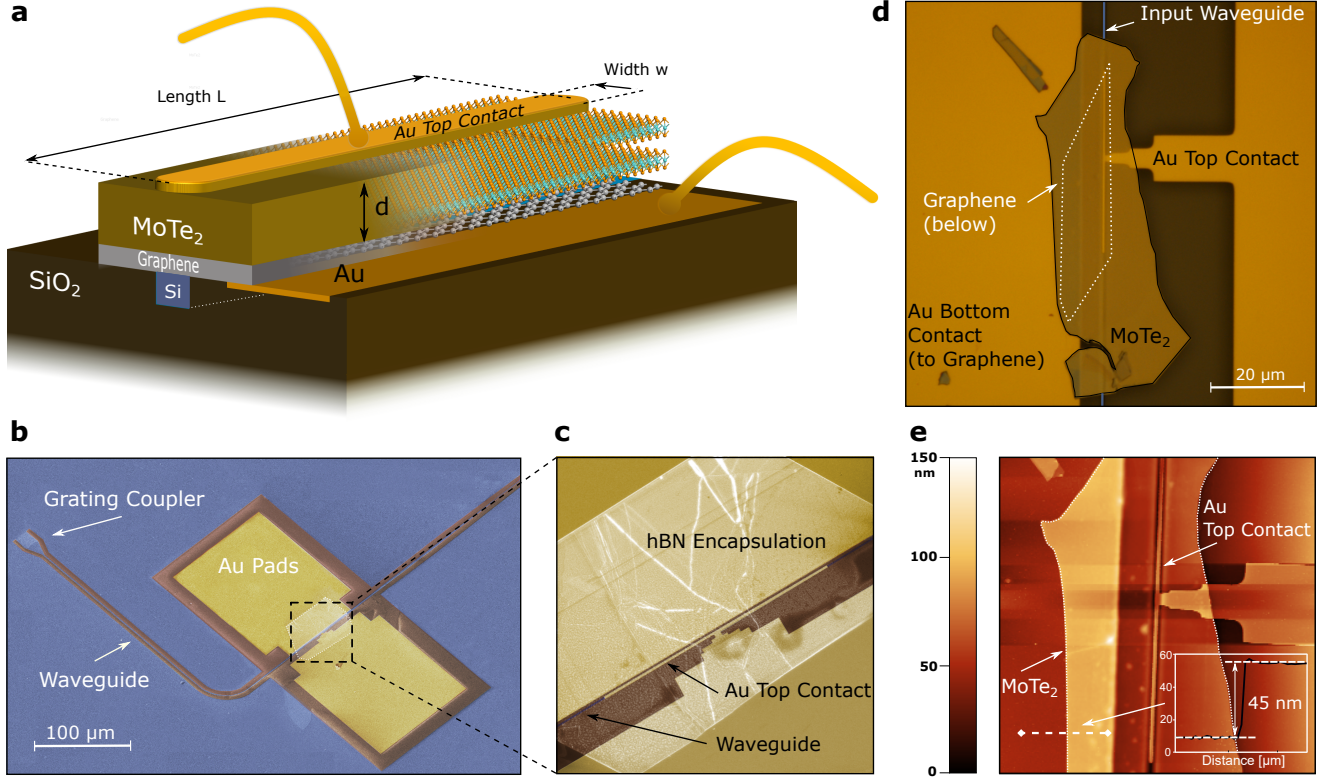 a
Length L
Width w
Au Top Contact
d
MoTe2
Graphene
Au
SiO2
Si
b
Grating Coupler
Au Pads
Waveguide
100 µm
c
hBN Encapsulation
Au Top Contact
Waveguide
d
Input Waveguide
Au Top Contact
Graphene
(below)
Au Bottom
Contact
(to Graphene)
MoTe2
20 µm
e
150
nm
100
50
0
Au
Top Contact
MoTe2
60
40
20
10
0
45 nm
Distance [µm]